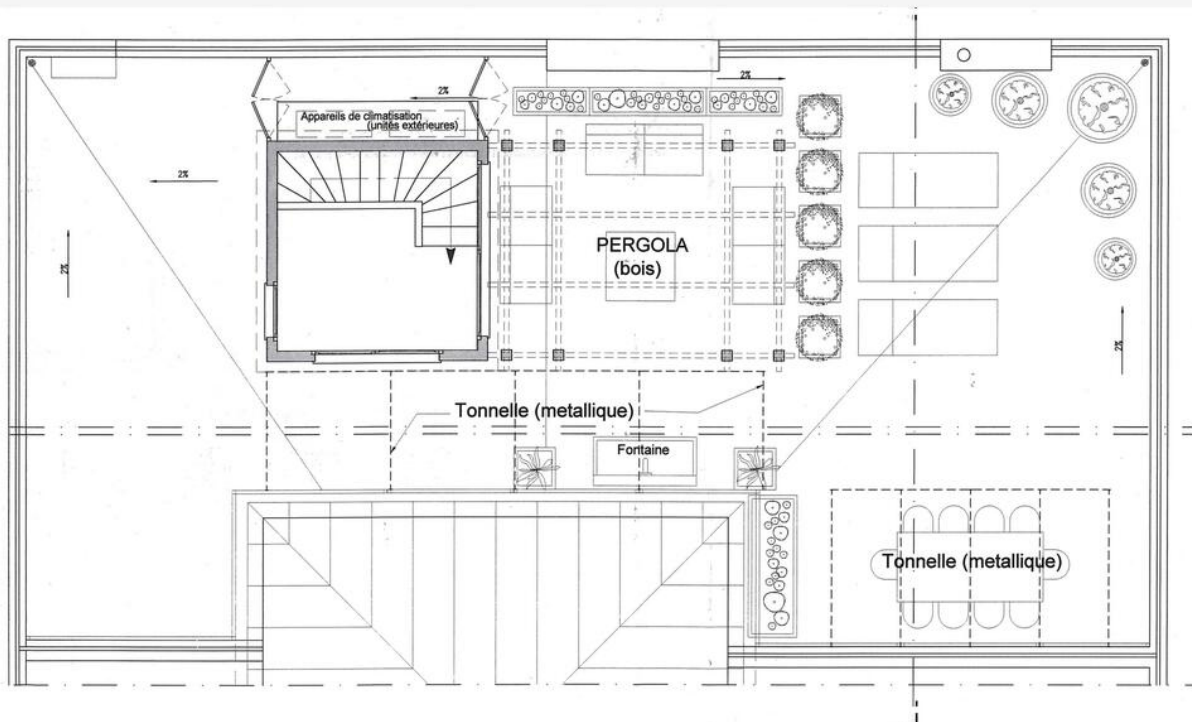 2%
2%
Appareils de climatisation
(unités extérieures)
2%
PERGOLA
(bois)
2%
2%
Tonnelle (metallique)
Fontaine
Tonnelle (metallique)